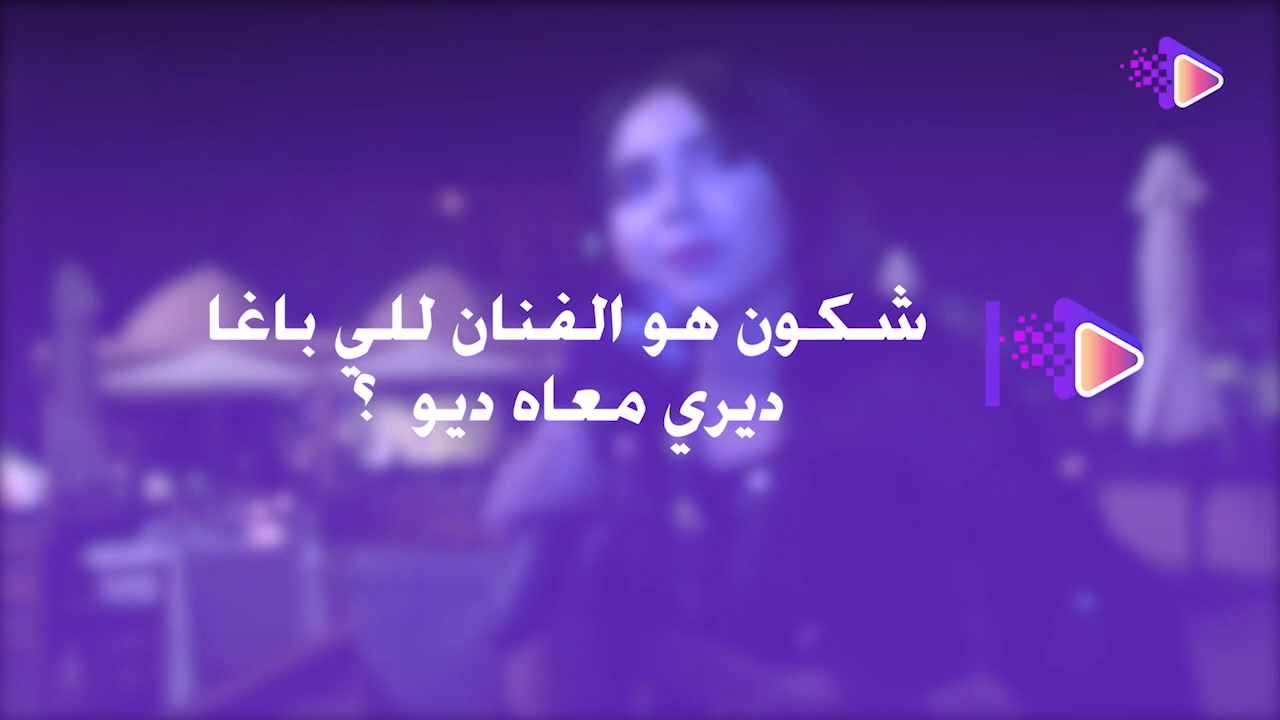 شكون هو الفنان للي باغا
ديري معاه ديو ؟